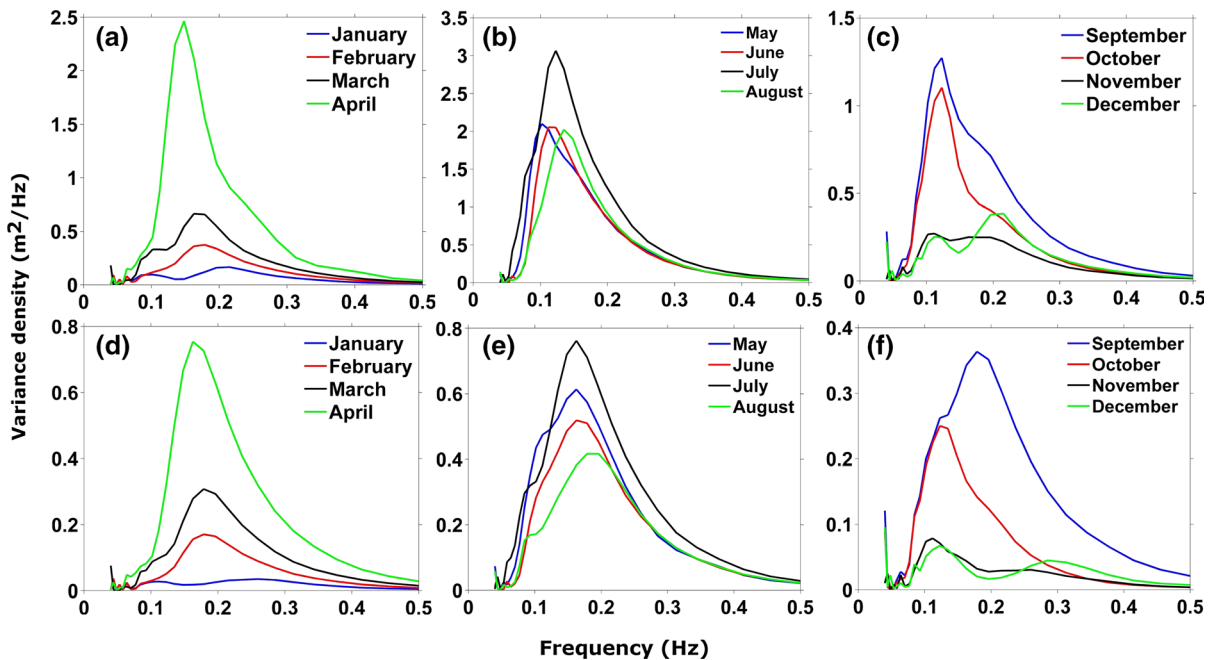 Variance density (m²/Hz)
(a)
January
February
March
April
2.5
2
1.5
1
0.5
0
0 0.1 0.2 0.3 0.4 0.5
(b)
May
June
July
August
3.5
3
2.5
2
1.5
1
0.5
0
0 0.1 0.2 0.3 0.4 0.5
(c)
September
October
November
December
1.5
1
0.5
0
0 0.1 0.2 0.3 0.4 0.5
(d)
January
February
March
April
0.8
0.6
0.4
0.2
0
0 0.1 0.2 0.3 0.4 0.5
(e)
May
June
July
August
0.8
0.6
0.4
0.2
0
0 0.1 0.2 0.3 0.4 0.5
(f)
September
October
November
December
0.4
0.3
0.2
0.1
0
0 0.1 0.2 0.3 0.4 0.5
Frequency (Hz)